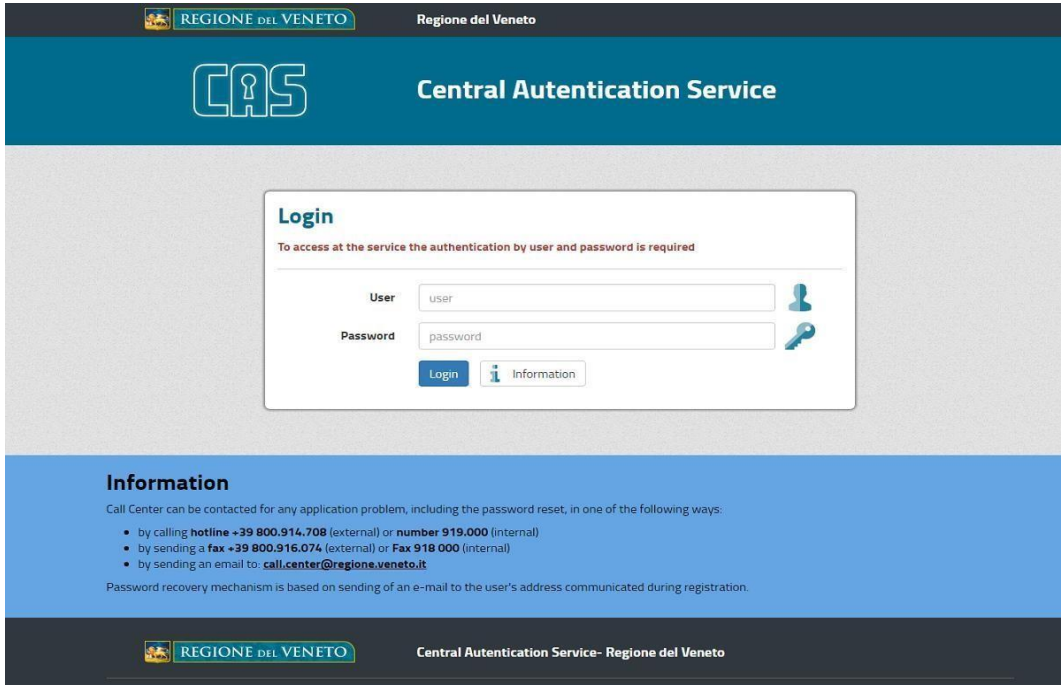 REGIONE DEL VENETO
Regione del Veneto
CAS
Central Autentication Service
Login
To access at the service the authentication by user and password is required
User
user
Password
password
Login
i Information
Information
Call Center can be contacted for any application problem, including the password reset, in one of the following ways:
• by calling hotline +39 800.914.708 (external) or number 919.000 (internal)
• by sending a fax +39 800.916.074 (external) or Fax 918 000 (internal)
• by sending an email to: call.center@regione.veneto.it
Password recovery mechanism is based on sending of an e-mail to the user's address communicated during registration.
REGIONE DEL VENETO
Central Autentication Service- Regione del Veneto